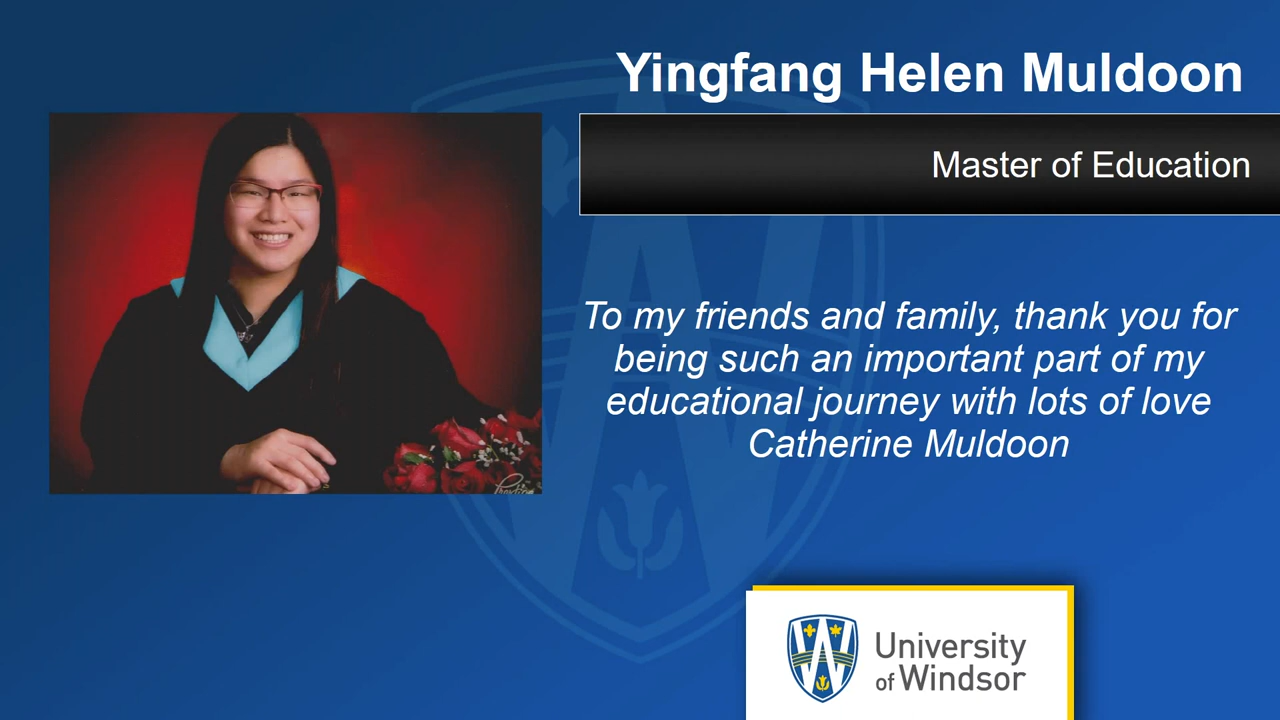 Yingfang Helen Muldoon
Master of Education
To my friends and family, thank you for
being such an important part of my
educational journey with lots of love
Catherine Muldoon
University
of Windsor